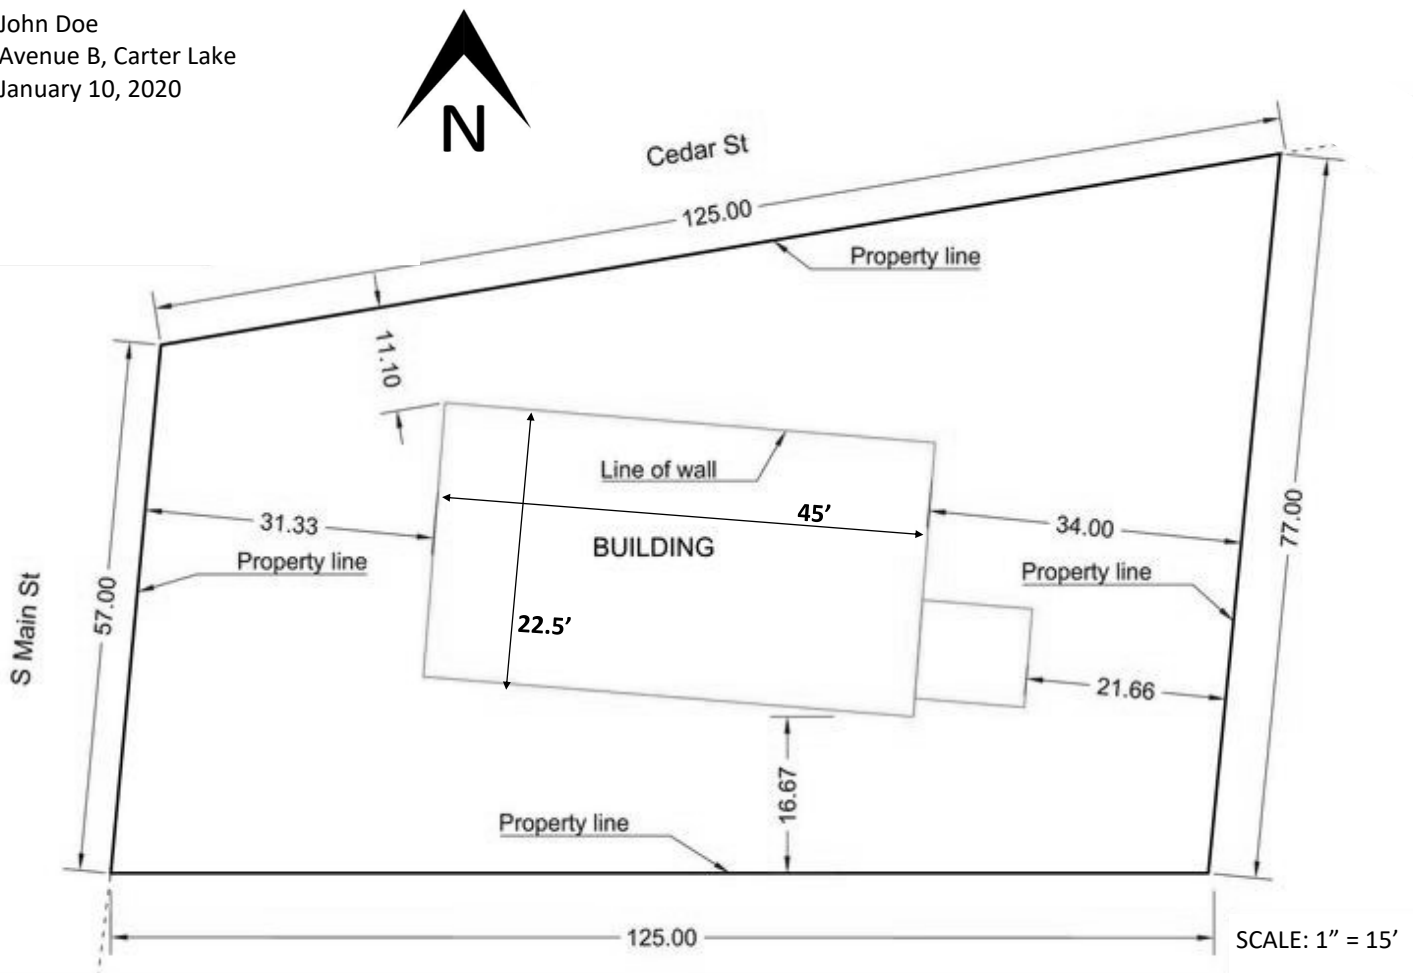 John Doe
Avenue B, Carter Lake
January 10, 2020
N
Cedar St
125.00
Property line
11.10
Line of wall
45’
31.33
34.00
77.00
BUILDING
Property line
Property line
57.00
S Main St
22.5’
21.66
16.67
Property line
125.00
SCALE: 1” = 15’